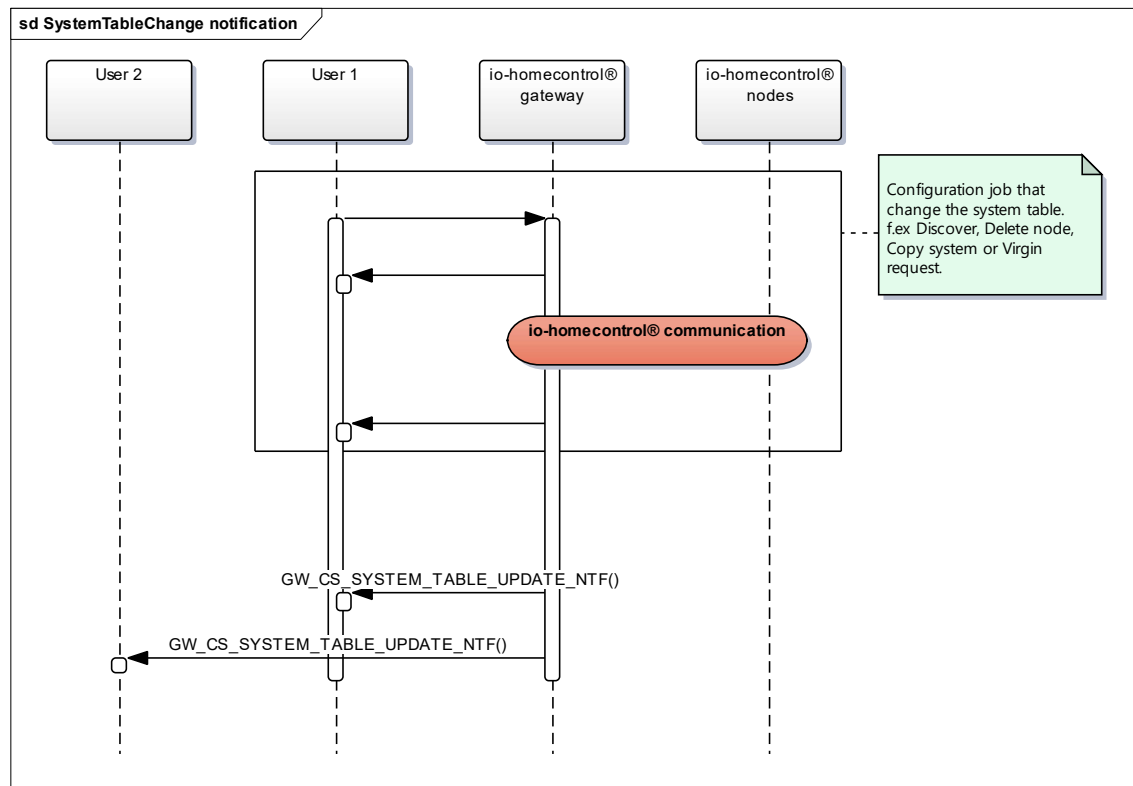 sd SystemTableChange notification
User 2
User 1
io-homecontrol®
gateway
io-homecontrol®
nodes
Configuration job that
change the system table.
f.ex Discover, Delete node,
Copy system or Virgin
request.
io-homecontrol® communication
GW_CS_SYSTEM_TABLE_UPDATE_NTF()
GW_CS_SYSTEM_TABLE_UPDATE_NTF()